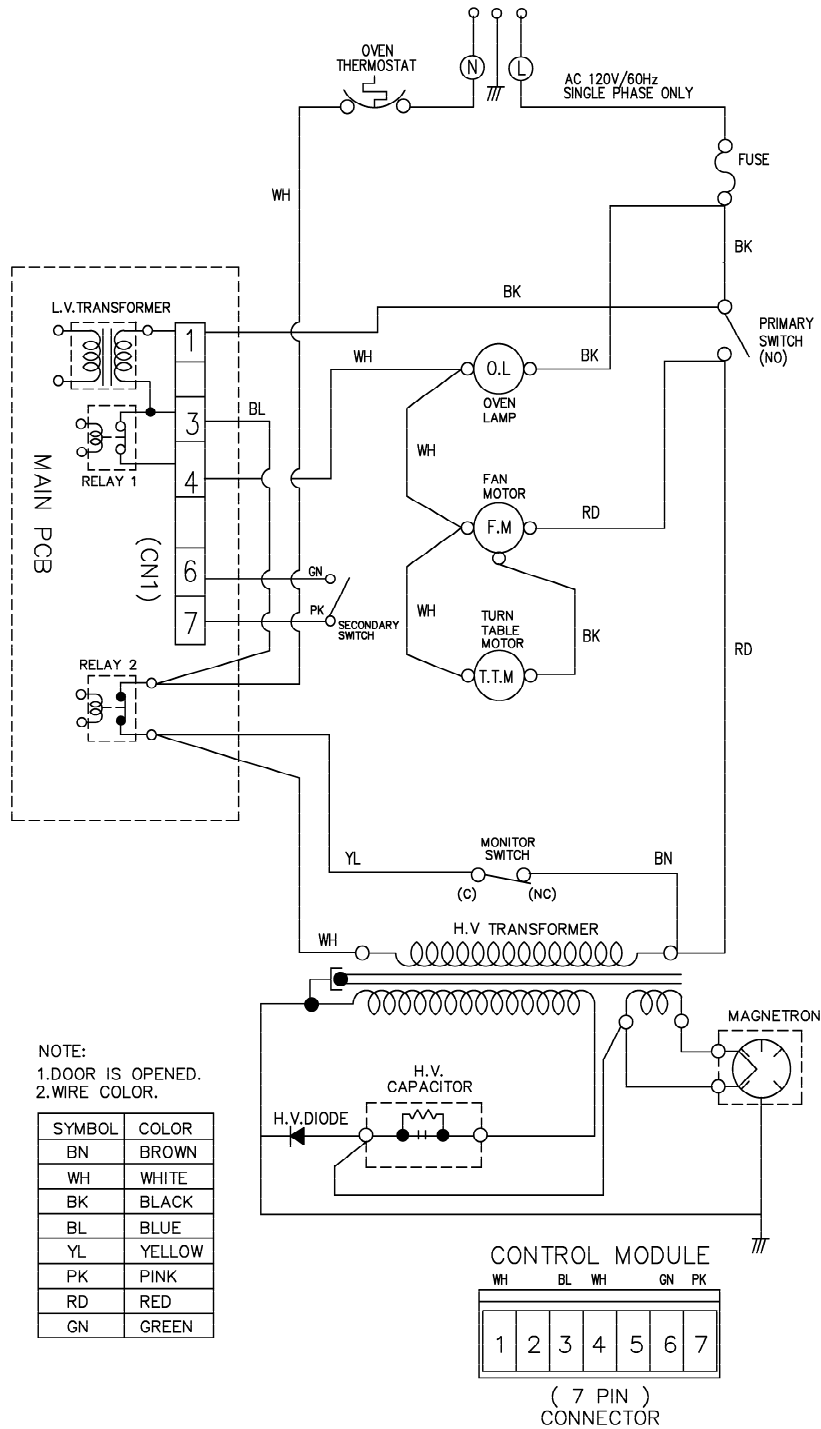 OVEN
THERMOSTAT
N
L
AC 120V/60Hz
SINGLE PHASE ONLY
FUSE
WH
BK
BK
L.V.TRANSFORMER
PRIMARY
SWITCH
(NO)
1
WH
O.L
BK
OVEN
LAMP
BL
3
WH
RELAY 1
4
FAN
MOTOR
F.M
RD
MAIN PCB
(CN1)
6
GN
7
PK
SECONDARY
SWITCH
WH
TURN
TABLE
MOTOR
BK
RD
RELAY 2
T.T.M
MONITOR
SWITCH
YL
BN
(C)
(NC)
H.V TRANSFORMER
WH
MAGNETRON
NOTE:
1.DOOR IS OPENED.
2.WIRE COLOR.
H.V.
CAPACITOR
H.V.DIODE
SYMBOL COLOR
BN BROWN
WH WHITE
BK BLACK
BL BLUE
YL YELLOW
PK PINK
RD RED
GN GREEN
CONTROL MODULE
WH BL WH GN PK
1 2 3 4 5 6 7
( 7 PIN )
CONNECTOR